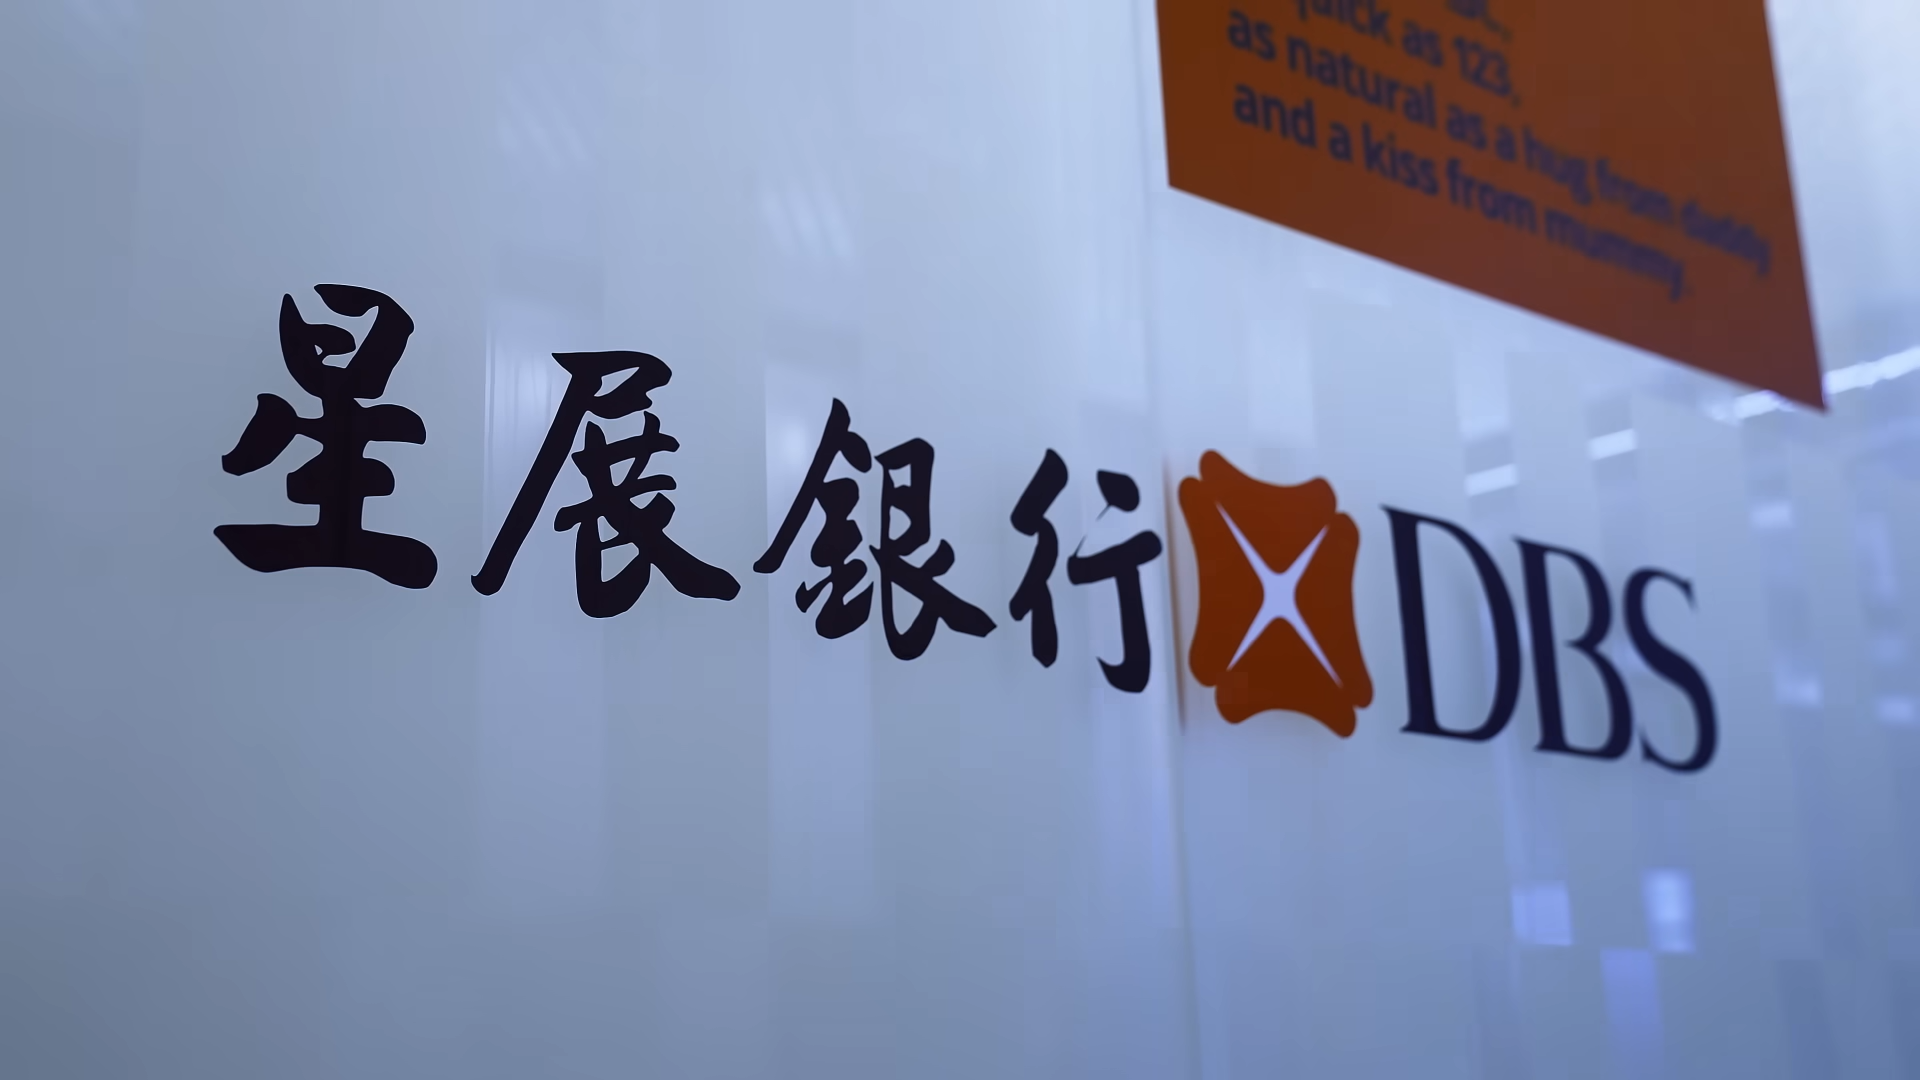 quick as 123,
as natural as a hug from daddy
and a kiss from mummy.
星展銀行 DBS